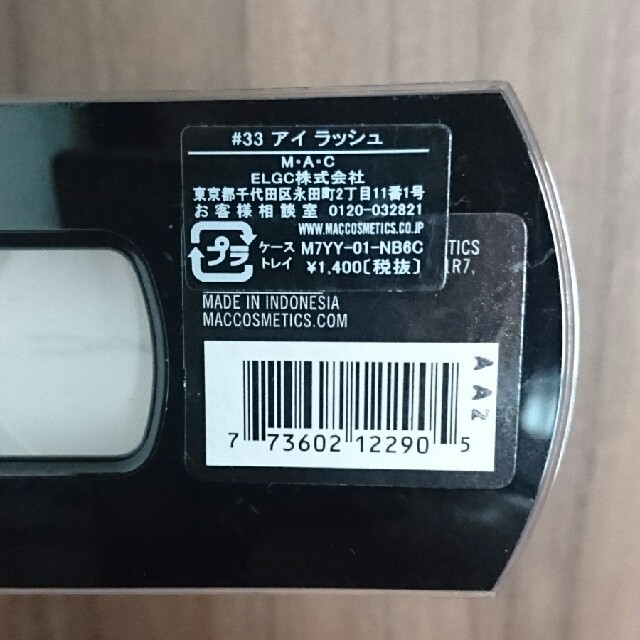 #33 アイ ラッシュ
M・A・C
ELGC株式会社
東京都千代田区永田町2丁目11番1号
お客様相談室 0120-032821
WWW.MACCOSMETICS.CO.JP
プラ
ケース M7YY-01-NB6C
トレイ ¥1,400[税抜]
ETICS
1R7,
MADE IN INDONESIA
MACCOSMETICS.COM
A A2
7 73602 12290 5